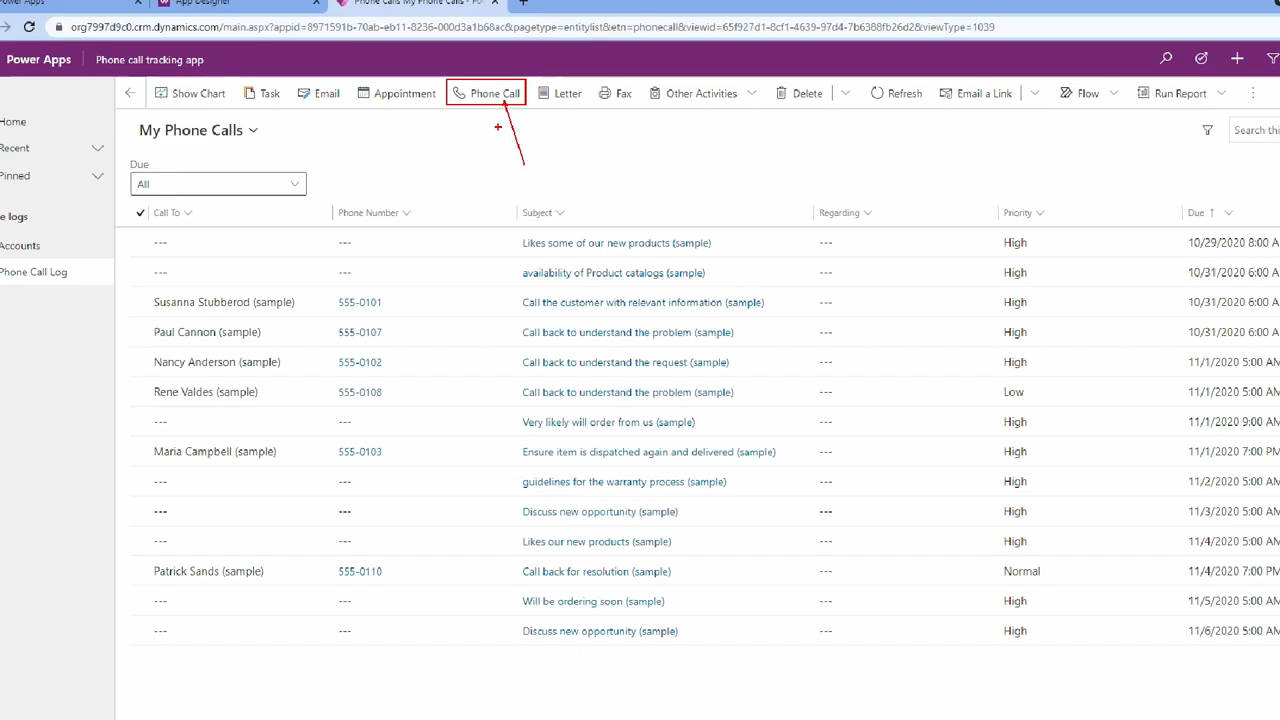 Power Apps App Designer Phone Calls My Phone Calls - Po
org7997d9c0.crm.dynamics.com/main.aspx?appid=8971591b-70ab-eb11-8236-000d3a1b68ac&pagetype=entitylist&etn=phonecall&viewid=65f927d1-8cf1-4639-97d4-7b6388fb26d2&viewType=1039
Power Apps Phone call tracking app
Show Chart Task Email Appointment Phone Call Letter Fax Other Activities Delete Refresh Email a Link Flow Run Report
Home
Recent
Pinned
e logs
Accounts
Phone Call Log
My Phone Calls Search thi
Due
All
Call To Phone Number Subject Regarding Priority Due ↑
--- --- Likes some of our new products (sample) --- High 10/29/2020 8:00 A
--- --- availability of Product catalogs (sample) --- High 10/31/2020 6:00 A
Susanna Stubberod (sample) 555-0101 Call the customer with relevant information (sample) --- High 10/31/2020 6:00 A
Paul Cannon (sample) 555-0107 Call back to understand the problem (sample) --- High 10/31/2020 6:00 A
Nancy Anderson (sample) 555-0102 Call back to understand the request (sample) --- High 11/1/2020 5:00 AM
Rene Valdes (sample) 555-0108 Call back to understand the problem (sample) --- Low 11/1/2020 5:00 AM
--- --- Very likely will order from us (sample) --- High 11/1/2020 9:00 AM
Maria Campbell (sample) 555-0103 Ensure item is dispatched again and delivered (sample) --- High 11/1/2020 7:00 PM
--- --- guidelines for the warranty process (sample) --- High 11/2/2020 5:00 AM
--- --- Discuss new opportunity (sample) --- High 11/3/2020 5:00 AM
--- --- Likes our new products (sample) --- High 11/4/2020 5:00 AM
Patrick Sands (sample) 555-0110 Call back for resolution (sample) --- Normal 11/4/2020 7:00 PM
--- --- Will be ordering soon (sample) --- High 11/5/2020 5:00 AM
--- --- Discuss new opportunity (sample) --- High 11/6/2020 5:00 AM